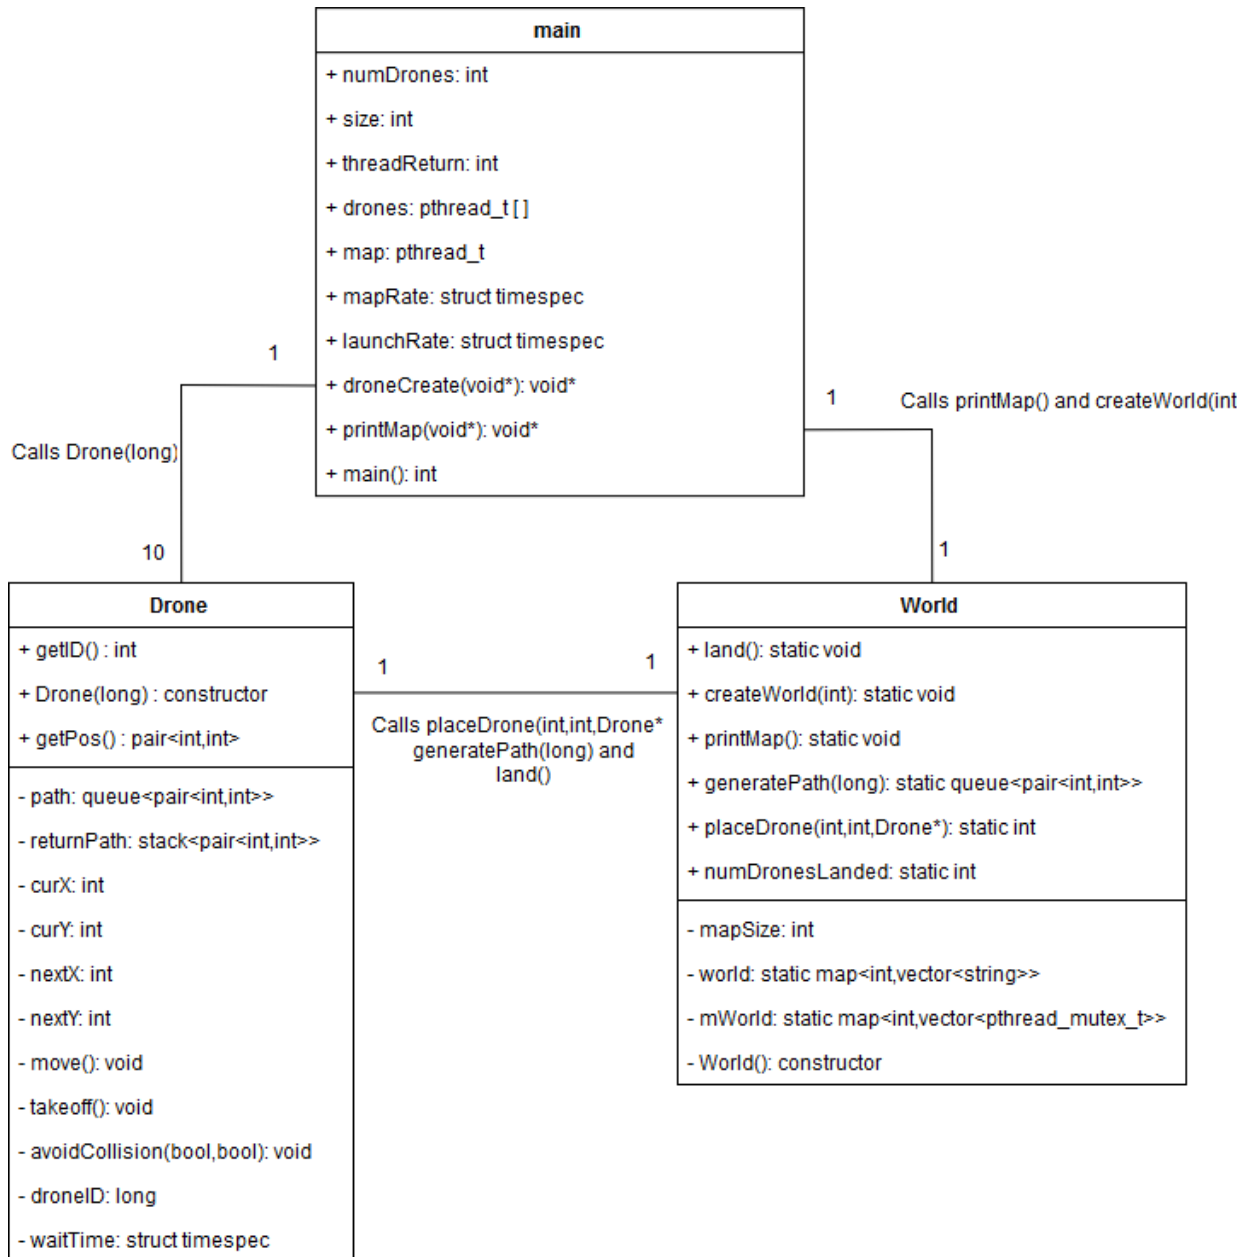 main
+ numDrones: int
+ size: int
+ threadReturn: int
+ drones: pthread_t [ ]
+ map: pthread_t
+ mapRate: struct timespec
+ launchRate: struct timespec
+ droneCreate(void*): void*
+ printMap(void*): void*
+ main(): int
1
Calls Drone(long)
10
1
Calls printMap() and createWorld(int
1
Drone
+ getID() : int
+ Drone(long) : constructor
+ getPos() : pair<int,int>
- path: queue<pair<int,int>>
- returnPath: stack<pair<int,int>>
- curX: int
- curY: int
- nextX: int
- nextY: int
- move(): void
- takeoff(): void
- avoidCollision(bool,bool): void
- droneID: long
- waitTime: struct timespec
1
1
Calls placeDrone(int,int,Drone*
generatePath(long) and
land()
World
+ land(): static void
+ createWorld(int): static void
+ printMap(): static void
+ generatePath(long): static queue<pair<int,int>>
+ placeDrone(int,int,Drone*): static int
+ numDronesLanded: static int
- mapSize: int
- world: static map<int,vector<string>>
- mWorld: static map<int,vector<pthread_mutex_t>>
- World(): constructor